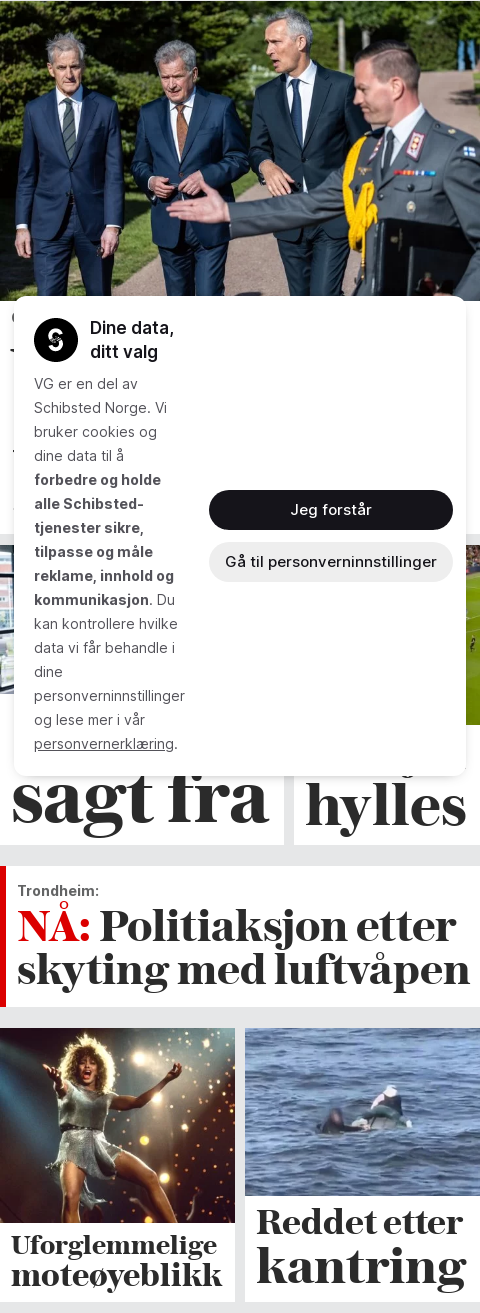 Dine data,
ditt valg
VG er en del av
Schibsted Norge. Vi
bruker cookies og
dine data til å
forbedre og holde
alle Schibsted-
tjenester sikre,
tilpasse og måle
reklame, innhold og
kommunikasjon. Du
kan kontrollere hvilke
data vi får behandle i
dine
personverninnstillinger
og lese mer i vår
personvernerklæring.
Jeg forstår
Gå til personverninnstillinger
sagt fra
hylles
Trondheim:
NÅ: Politiaksjon etter
skyting med luftvåpen
Uforglemmelige
moteøyeblikk
Reddet etter
kantring